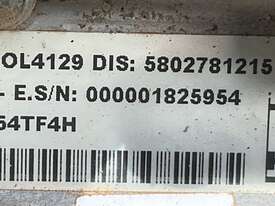 OL4129 DIS: 5802781215
- E.S/N: 000001825954
54TF4H